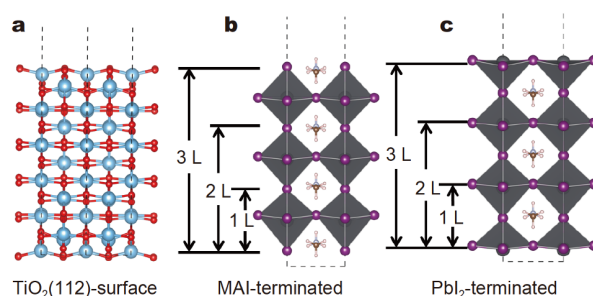 a b c
3 L 3 L
2 L 2 L
1 L 1 L
TiO₂(112)-surface MAI-terminated PbI₂-terminated